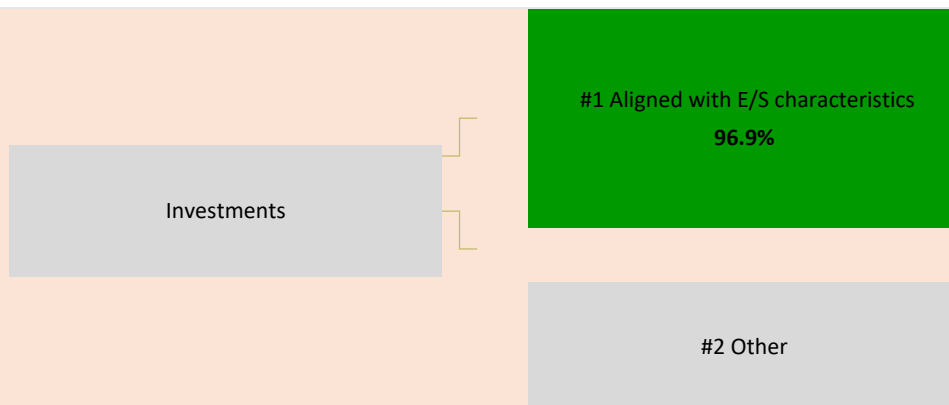 #1 Aligned with E/S characteristics
96.9%
Investments
#2 Other